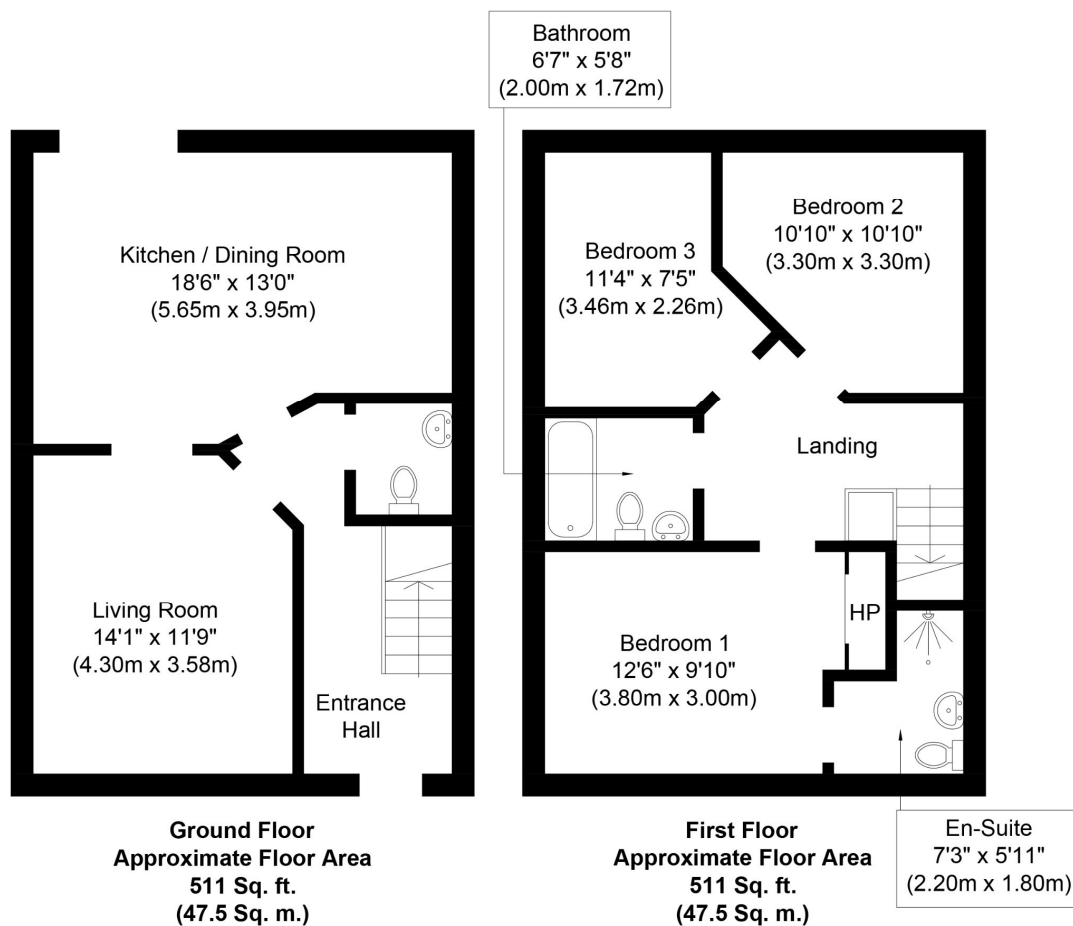 Bathroom
6'7" x 5'8"
(2.00m x 1.72m)
Kitchen / Dining Room
18'6" x 13'0"
(5.65m x 3.95m)
Living Room
14'1" x 11'9"
(4.30m x 3.58m)
Entrance
Hall
Ground Floor
Approximate Floor Area
511 Sq. ft.
(47.5 Sq. m.)
Bedroom 3
11'4" x 7'5"
(3.46m x 2.26m)
Bedroom 2
10'10" x 10'10"
(3.30m x 3.30m)
Landing
Bedroom 1
12'6" x 9'10"
(3.80m x 3.00m)
HP
En-Suite
7'3" x 5'11"
(2.20m x 1.80m)
First Floor
Approximate Floor Area
511 Sq. ft.
(47.5 Sq. m.)